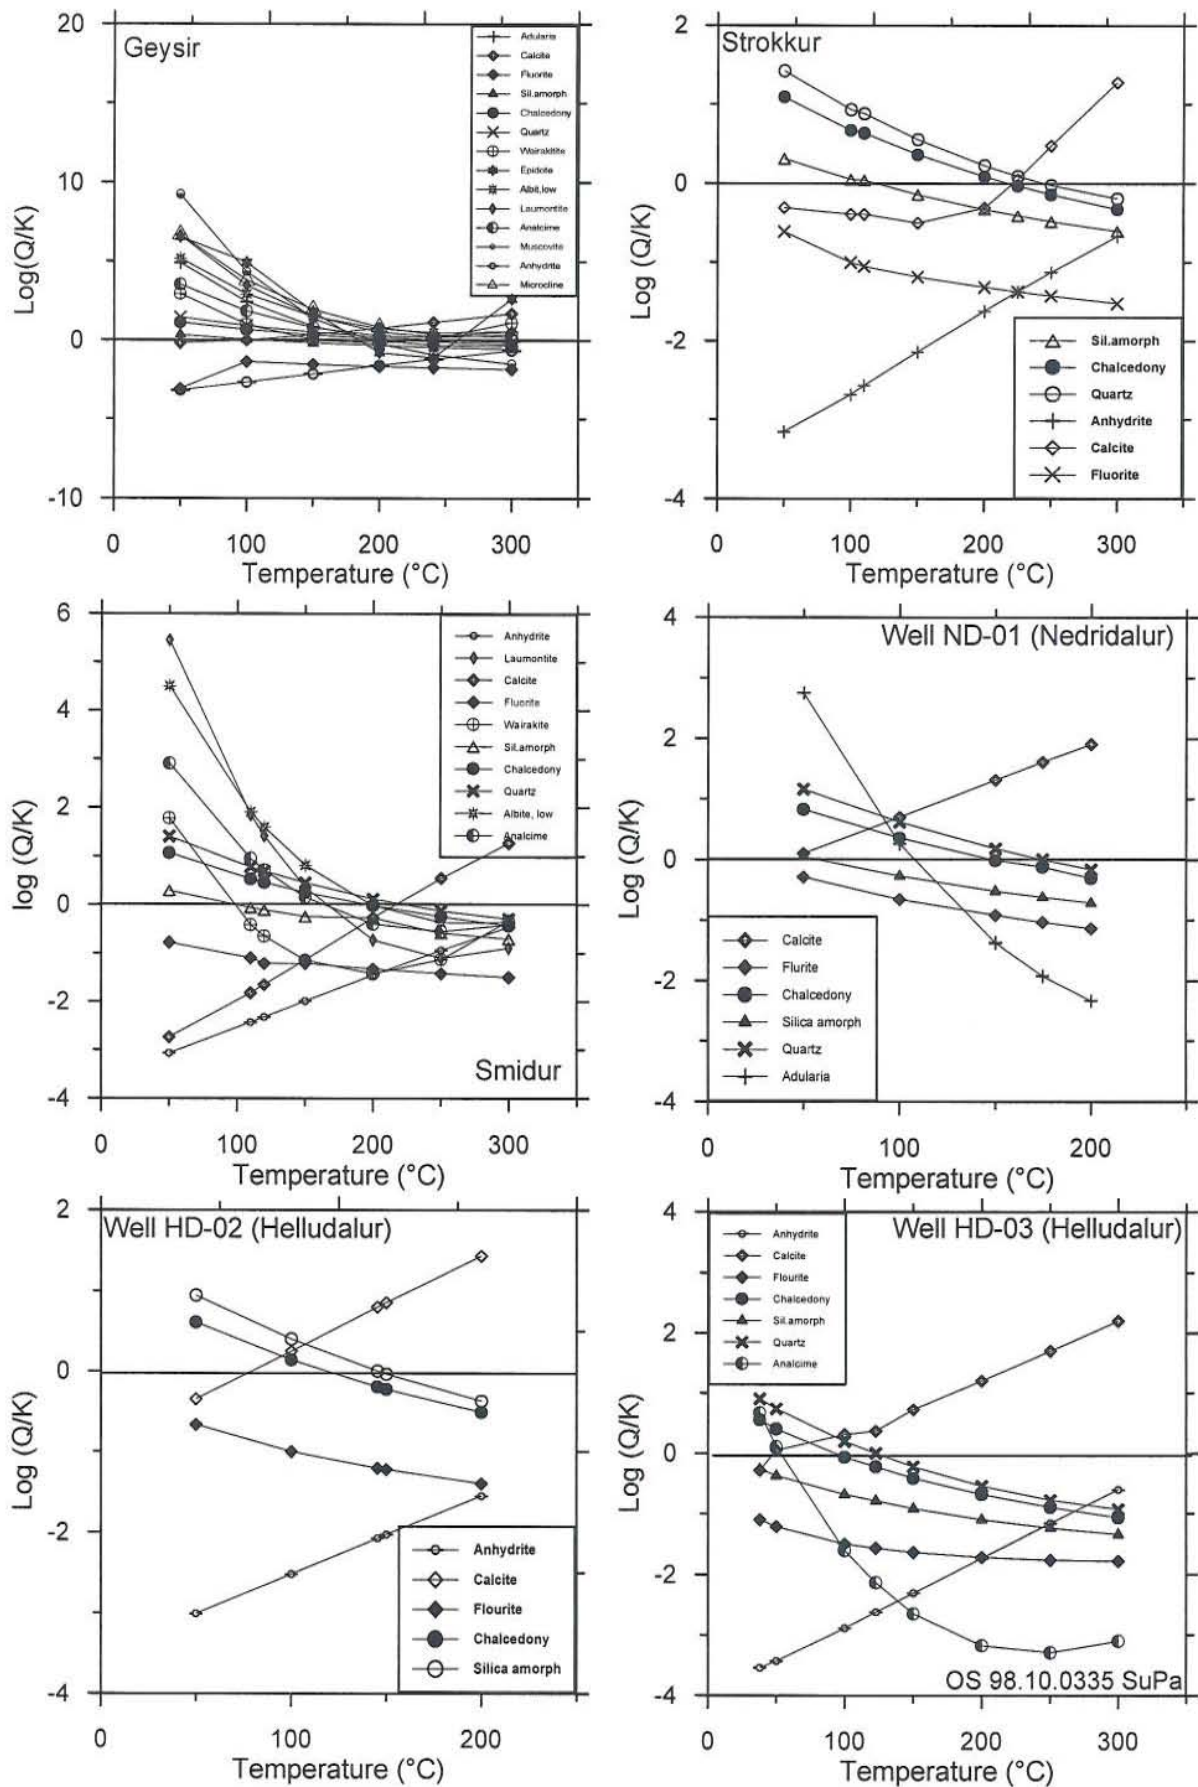 Geysir
20
10
0
-10
Log(Q/K)
0 100 200 300
Temperature (°C)
Adularia
Calcite
Fluorite
Sil.amorph
Chalcedony
Quartz
Wairakitite
Epidote
Albit,low
Laumontite
Analcime
Muscovite
Anhydrite
Microcline
Strokkur
2
0
-2
-4
Log (Q/K)
0 100 200 300
Temperature (°C)
Sil.amorph
Chalcedony
Quartz
Anhydrite
Calcite
Fluorite
6
4
2
0
-2
-4
log (Q/K)
0 100 200 300
Temperature (°C)
Anhydrite
Laumontite
Calcite
Fluorite
Wairakite
Sil.amorph
Chalcedony
Quartz
Albite, low
Analcime
Smidur
Well ND-01 (Nedridalur)
4
2
0
-2
-4
Log (Q/K)
0 100 200
Temperature (°C)
Calcite
Flurite
Chalcedony
Silica amorph
Quartz
Adularia
Well HD-02 (Helludalur)
2
0
-2
-4
Log (Q/K)
0 100 200
Temperature (°C)
Anhydrite
Calcite
Flourite
Chalcedony
Silica amorph
Well HD-03 (Helludalur)
4
2
0
-2
-4
Log (Q/K)
0 100 200 300
Temperature (°C)
Anhydrite
Calcite
Flourite
Chalcedony
Sil.amorph
Quartz
Analcime
OS 98.10.0335 SuPa